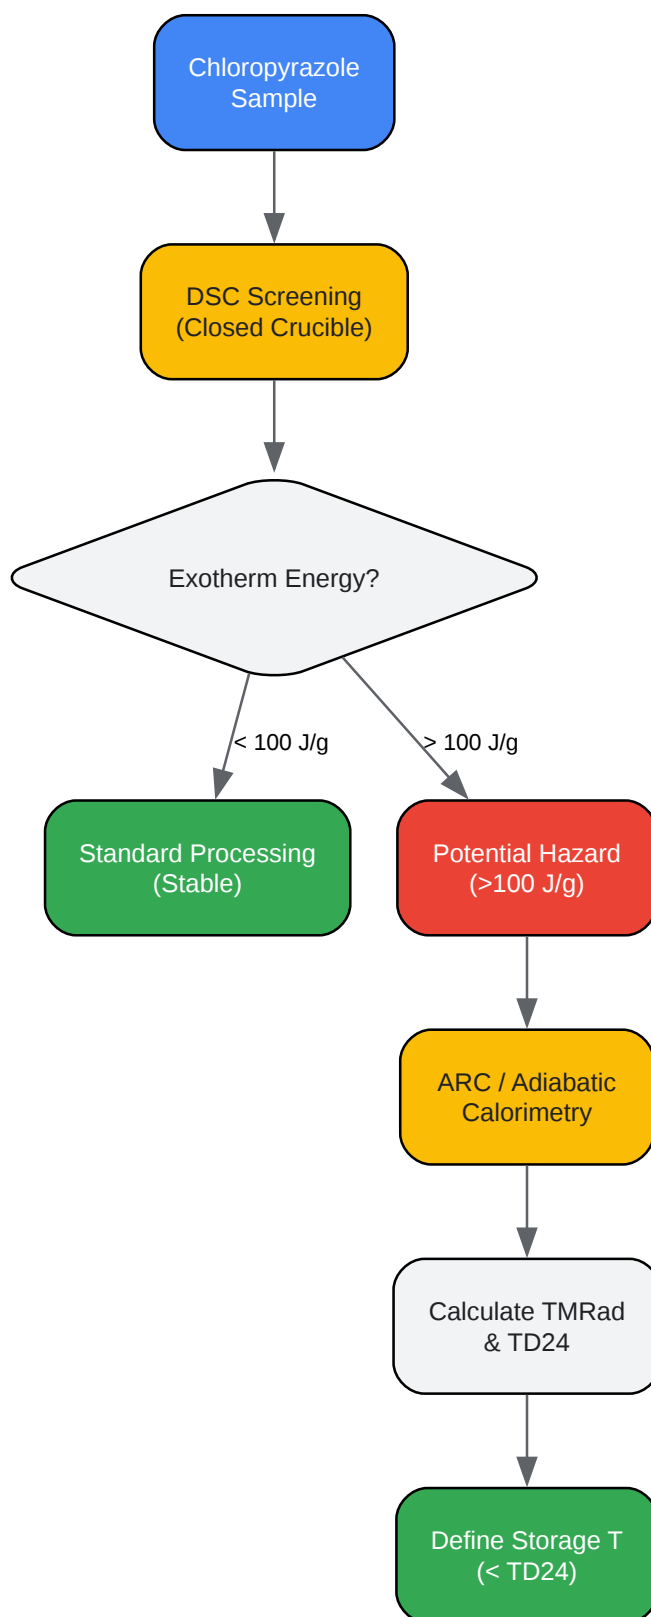 Chloropyrazole
Sample
DSC Screening
(Closed Crucible)
Exotherm Energy?
< 100 J/g
> 100 J/g
Standard Processing
(Stable)
Potential Hazard
(>100 J/g)
ARC / Adiabatic
Calorimetry
Calculate TMRad
& TD24
Define Storage T
(< TD24)